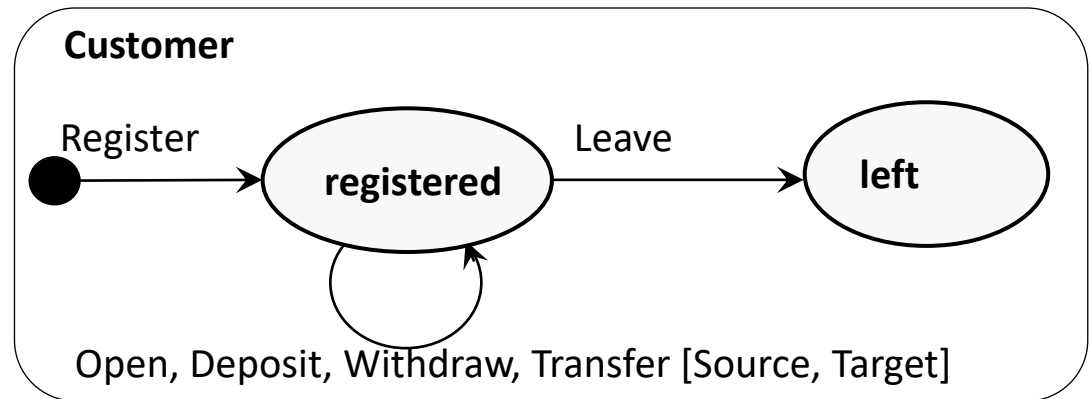 Customer
Register
Leave
registered
left
Open, Deposit, Withdraw, Transfer [Source, Target]